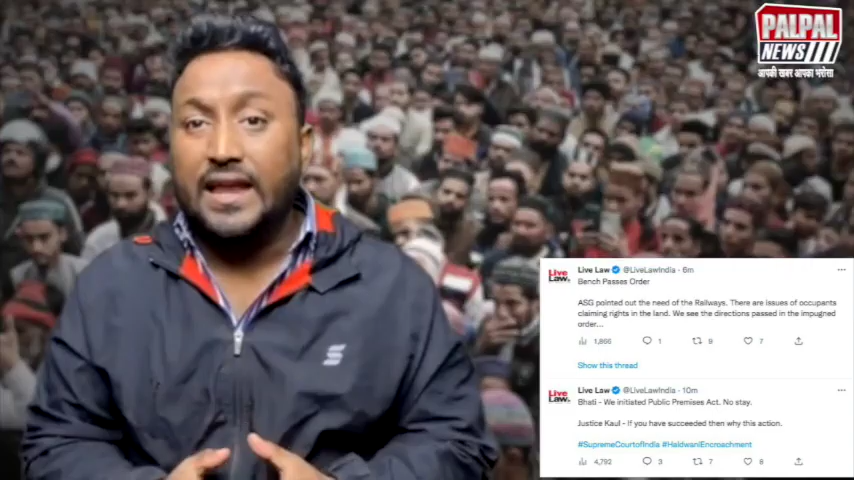 PALPAL
NEWS
आपकी खबर आपका भरोसा
Live Law @LiveLawIndia · 6m
Bench Passes Order
ASG pointed out the need of the Railways. There are issues of occupants
claiming rights in the land. We see the directions passed in the impugned
order...
1,866 1 9 7
Show this thread
Live Law @LiveLawIndia · 10m
Bhati - We initiated Public Premises Act. No stay.
Justice Kaul - If you have succeeded then why this action.
#SupremeCourtofIndia #HaldwaniEncroachment
4,792 3 7 8
Live
Law.
Live
Law.